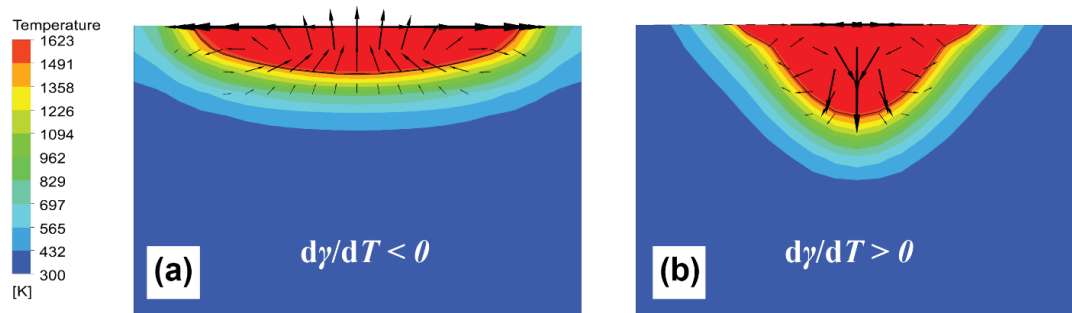 Temperature
1623
1491
1358
1226
1094
962
829
697
565
432
300
[K]
(a)
dγ/dT < 0
(b)
dγ/dT > 0